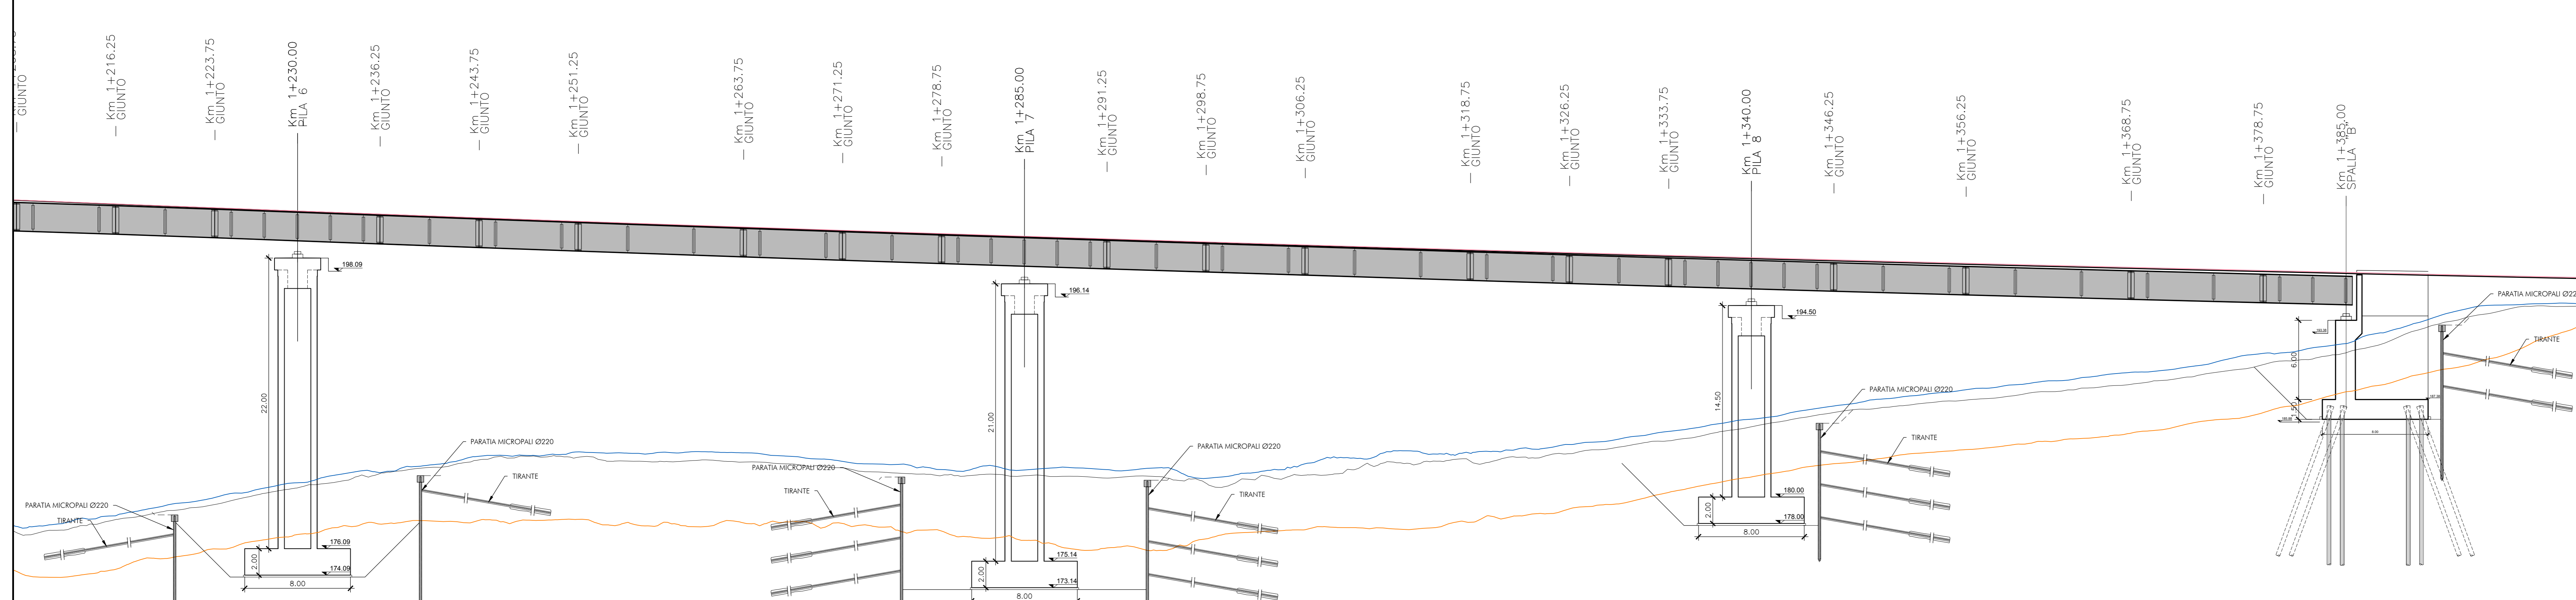 GIUNTO
Km 1+216.25
GIUNTO
Km 1+223.75
GIUNTO
Km 1+230.00
PILA 6
Km 1+236.25
GIUNTO
Km 1+243.75
GIUNTO
Km 1+251.25
GIUNTO
Km 1+263.75
GIUNTO
Km 1+271.25
GIUNTO
Km 1+278.75
GIUNTO
Km 1+285.00
PILA 7
Km 1+291.25
GIUNTO
Km 1+298.75
GIUNTO
Km 1+306.25
GIUNTO
Km 1+318.75
GIUNTO
Km 1+326.25
GIUNTO
Km 1+333.75
GIUNTO
Km 1+340.00
PILA 8
Km 1+346.25
GIUNTO
Km 1+356.25
GIUNTO
Km 1+368.75
GIUNTO
Km 1+378.75
GIUNTO
Km 1+385.00
SPALLA "B"
198.09
22.00
PARATIA MICROPALI Ø220
TIRANTE
176.09
2.00
174.09
8.00
PARATIA MICROPALI Ø220
TIRANTE
196.14
21.00
PARATIA MICROPALI Ø220
TIRANTE
175.14
2.00
173.14
8.00
PARATIA MICROPALI Ø220
TIRANTE
194.50
14.50
180.00
2.00
178.00
8.00
PARATIA MICROPALI Ø220
TIRANTE
6.00
1.50
PARATIA MICROPALI Ø22
TIRANTE